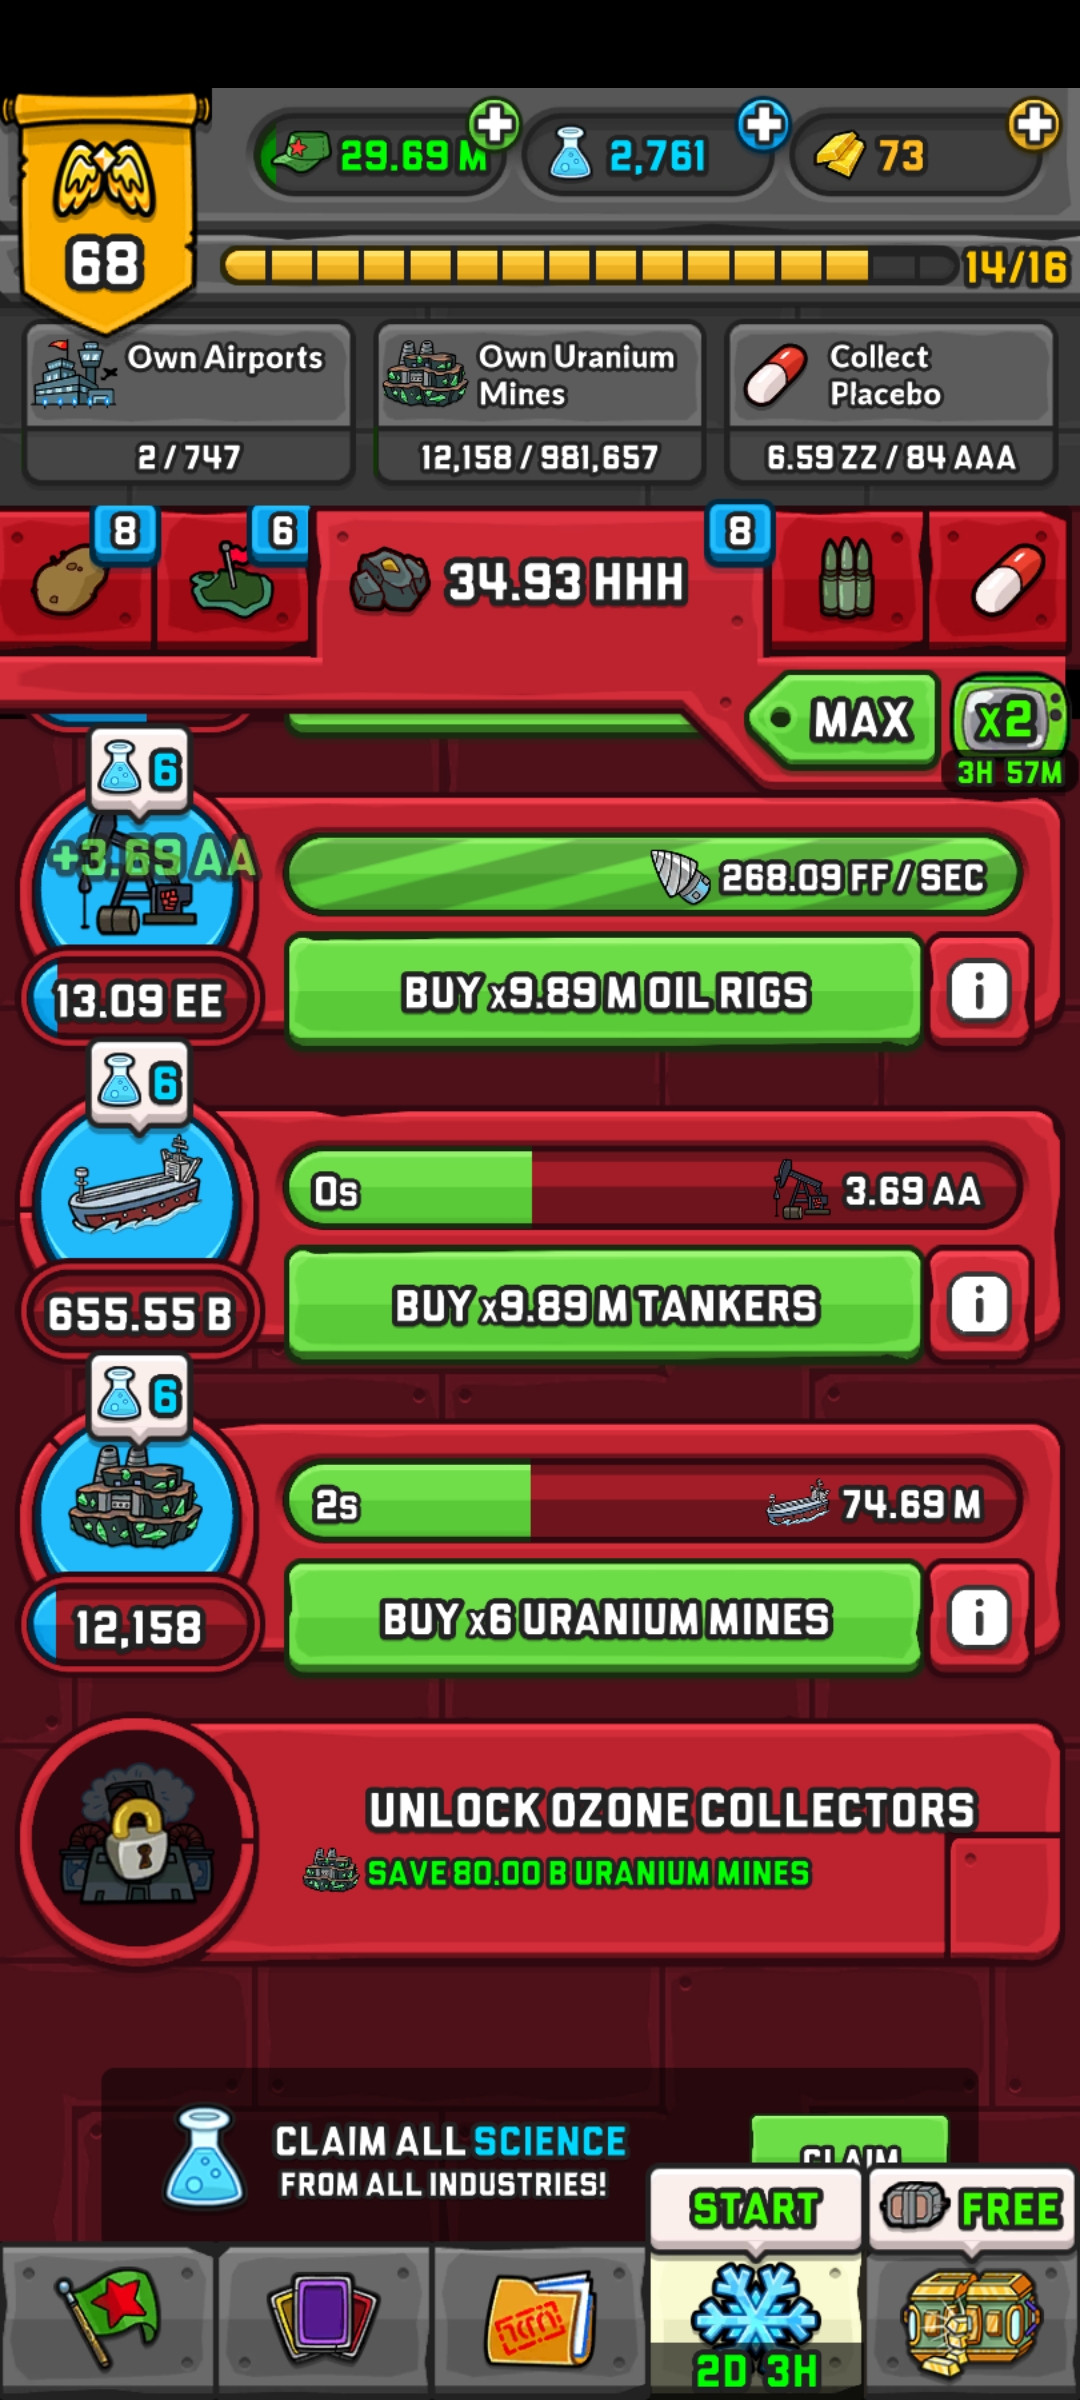 29.69 M
2,761
73
68
14/16
Own Airports
2 / 747
Own Uranium
Mines
12,158 / 981,657
Collect
Placebo
6.59 ZZ / 84 AAA
8
6
34.93 HHH
8
MAX
x2
3H 57M
6
+3.69 AA
268.09 FF / SEC
13.09 EE
BUY x9.89 M OIL RIGS
i
6
0s
3.69 AA
655.55 B
BUY x9.89 M TANKERS
i
6
2s
74.69 M
12,158
BUY x6 URANIUM MINES
i
UNLOCK OZONE COLLECTORS
SAVE 80.00 B URANIUM MINES
CLAIM ALL SCIENCE
FROM ALL INDUSTRIES!
CLAIM
START
FREE
2D 3H